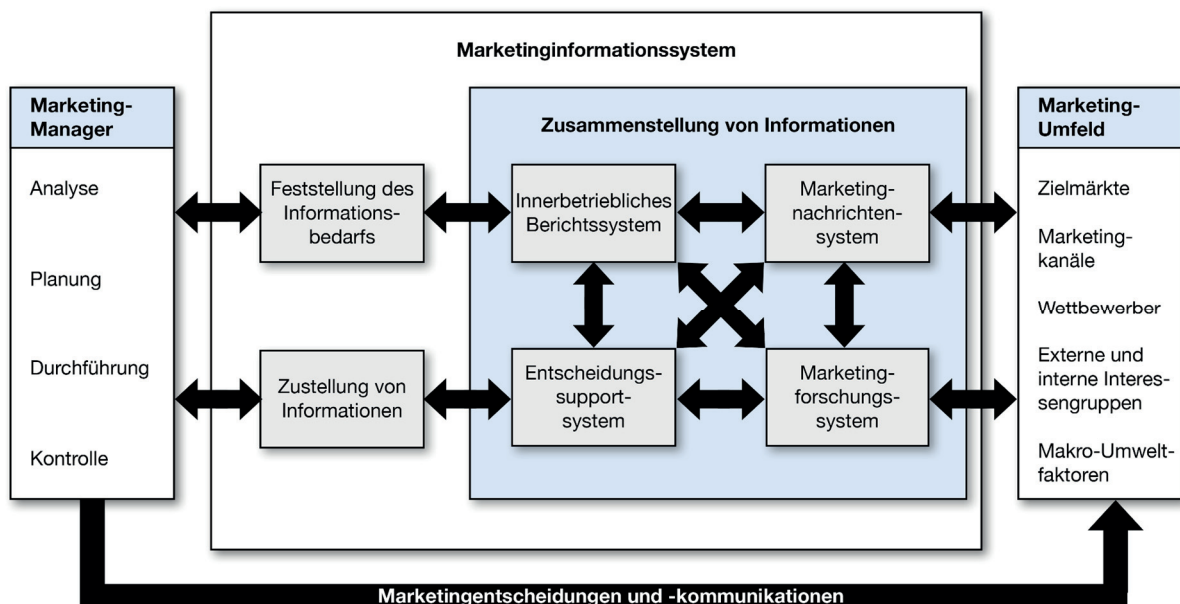 Marketinginformationssystem
Marketing-
Manager
Analyse
Planung
Durchführung
Kontrolle
Feststellung des
Informations-
bedarfs
Zustellung von
Informationen
Zusammenstellung von Informationen
Innerbetriebliches
Berichtssystem
Marketing-
nachrichten-
system
Entscheidungs-
support-
system
Marketing-
forschungs-
system
Marketing-
Umfeld
Zielmärkte
Marketing-
kanäle
Wettbewerber
Externe und
interne Interes-
sengruppen
Makro-Umwelt-
faktoren
Marketingentscheidungen und -kommunikationen